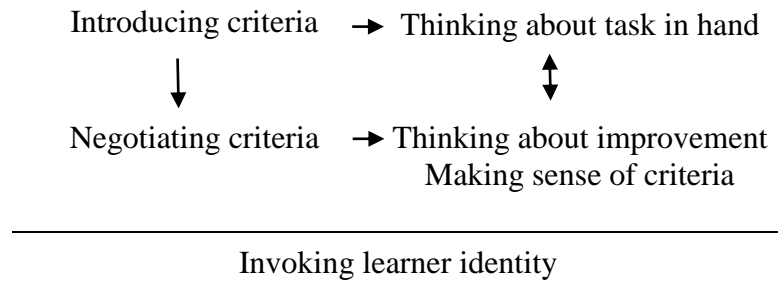 Introducing criteria Thinking about task in hand
Negotiating criteria Thinking about improvement
Making sense of criteria
Invoking learner identity